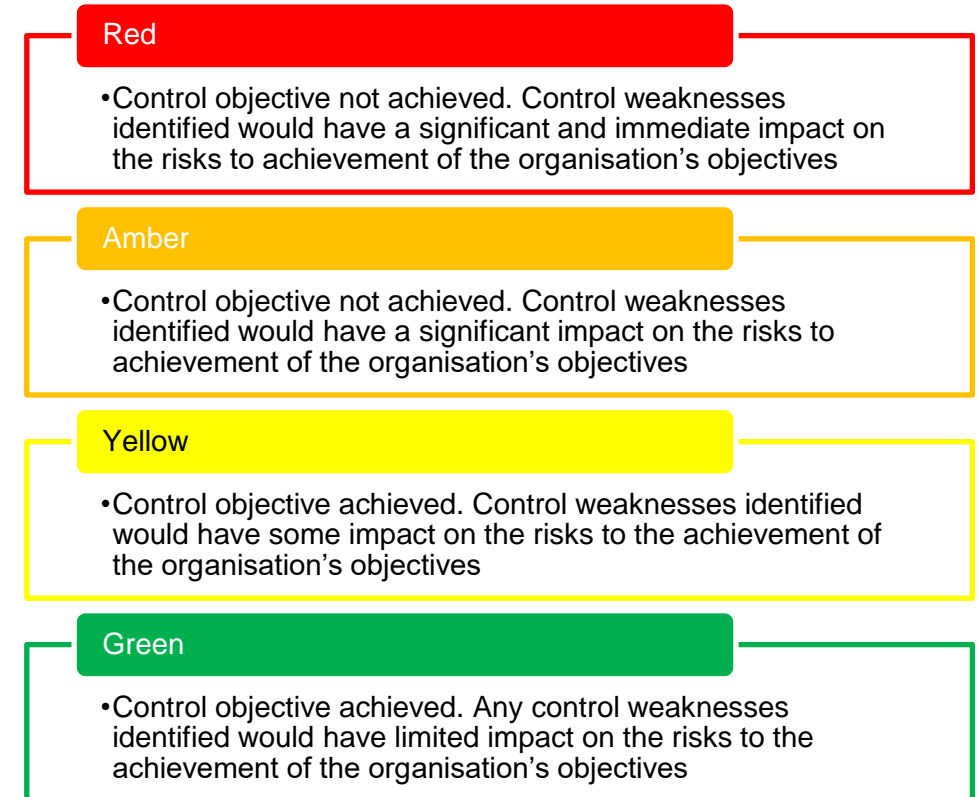 Red
•Control objective not achieved. Control weaknesses
identified would have a significant and immediate impact on
the risks to achievement of the organisation’s objectives
Amber
•Control objective not achieved. Control weaknesses
identified would have a significant impact on the risks to
achievement of the organisation’s objectives
Yellow
•Control objective achieved. Control weaknesses identified
would have some impact on the risks to the achievement of
the organisation’s objectives
Green
•Control objective achieved. Any control weaknesses
identified would have limited impact on the risks to the
achievement of the organisation’s objectives